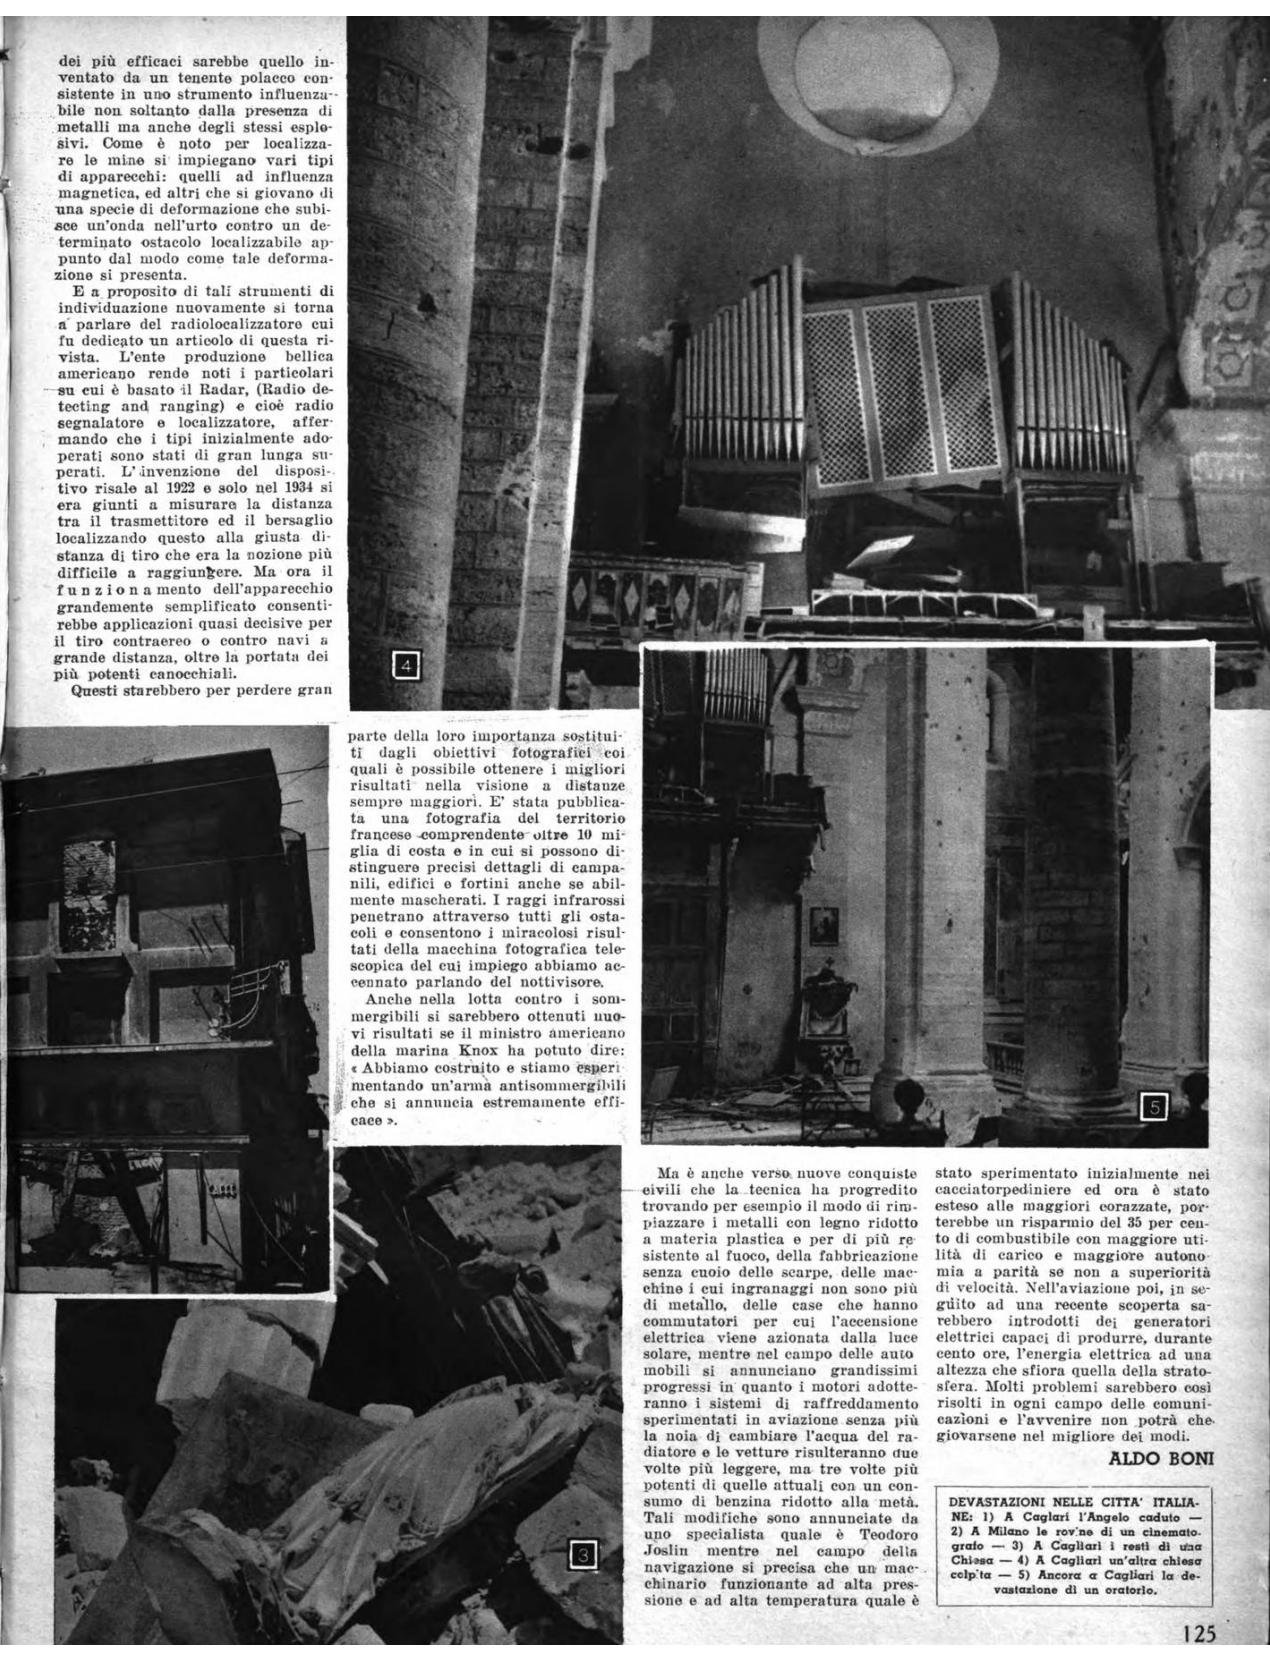 dei più efficaci sarebbe quello in-
ventato da un tenente polacco con-
sistente in uno strumento influenza-
bile non soltanto dalla presenza di
metalli ma anche degli stessi esplo-
sivi. Come è noto per localizza-
re le mine si impiegano vari tipi
di apparecchi: quelli ad influenza
magnetica, ed altri che si giovano di
una specie di deformazione che subi-
sce un'onda nell'urto contro un de-
terminato ostacolo localizzabile ap-
punto dal modo come tale deforma-
zione si presenta.
E a proposito di tali strumenti di
individuazione nuovamente si torna
a parlare del radiolocalizzatore cui
fu dedicato un articolo di questa ri-
vista. L'ente produzione bellica
americano rende noti i particolari
su cui è basato il Radar, (Radio de-
tecting and ranging) e cioè radio
segnalatore e localizzatore, affer-
mando che i tipi inizialmente ado-
perati sono stati di gran lunga su-
perati. L'invenzione del disposi-
tivo risale al 1922 e solo nel 1934 si
era giunti a misurare la distanza
tra il trasmettitore ed il bersaglio
localizzando questo alla giusta di-
stanza di tiro che era la nozione più
difficile a raggiungere. Ma ora il
funzionamento dell'apparecchio
grandemente semplificato consenti-
rebbe applicazioni quasi decisive per
il tiro contraereo o contro navi a
grande distanza, oltre la portata dei
più potenti canocchiali.
Questi starebbero per perdere gran
4
parte della loro importanza sostitui-
ti dagli obiettivi fotografici coi
quali è possibile ottenere i migliori
risultati nella visione a distanze
sempre maggiori. E' stata pubblica-
ta una fotografia del territorio
francese comprendente oltre 10 mi-
glia di costa e in cui si possono di-
stinguere precisi dettagli di campa-
nili, edifici e fortini anche se abil-
mente mascherati. I raggi infrarossi
penetrano attraverso tutti gli osta-
coli e consentono i miracolosi risul-
tati della macchina fotografica tele-
scopica del cui impiego abbiamo ac-
cennato parlando del nottivisore.
Anche nella lotta contro i som-
mergibili si sarebbero ottenuti nuo-
vi risultati se il ministro americano
della marina Knox ha potuto dire:
« Abbiamo costruito e stiamo esperi-
mentando un'arma antisommergibili
che si annuncia estremamente effi-
cace ».
5
3
Ma è anche verso nuove conquiste
civili che la tecnica ha progredito
trovando per esempio il modo di rim-
piazzare i metalli con legno ridotto
a materia plastica e per di più re-
sistente al fuoco, della fabbricazione
senza cuoio delle scarpe, delle mac-
chine i cui ingranaggi non sono più
di metallo, delle case che hanno
commutatori per cui l'accensione
elettrica viene azionata dalla luce
solare, mentre nel campo delle auto
mobili si annunciano grandissimi
progressi in quanto i motori adotte-
ranno i sistemi di raffreddamento
sperimentati in aviazione senza più
la noia di cambiare l'acqua del ra-
diatore e le vetture risulteranno due
volte più leggere, ma tre volte più
potenti di quelle attuali con un con-
sumo di benzina ridotto alla metà.
Tali modifiche sono annunciate da
uno specialista quale è Teodoro
Joslin mentre nel campo della
navigazione si precisa che un mac-
chinario funzionante ad alta pres-
sione e ad alta temperatura quale è
stato sperimentato inizialmente nei
cacciatorpediniere ed ora è stato
esteso alle maggiori corazzate, por-
terebbe un risparmio del 35 per cen-
to di combustibile con maggiore uti-
lità di carico e maggiore autono-
mia a parità se non a superiorità
di velocità. Nell'aviazione poi, in se-
guito ad una recente scoperta sa-
rebbero introdotti dei generatori
elettrici capaci di produrre, durante
cento ore, l'energia elettrica ad una
altezza che sfiora quella della strato-
sfera. Molti problemi sarebbero così
risolti in ogni campo delle comuni-
cazioni e l'avvenire non potrà che
giovarsene nel migliore dei modi.
ALDO BONI
DEVASTAZIONI NELLE CITTA' ITALIA-
NE: 1) A Cagliari l'Angelo caduto —
2) A Milano le rovine di un cinemato-
grafo — 3) A Cagliari i resti di una
Chiesa — 4) A Cagliari un'altra chiesa
colpita — 5) Ancora a Cagliari la de-
vastazione di un oratorio.
125